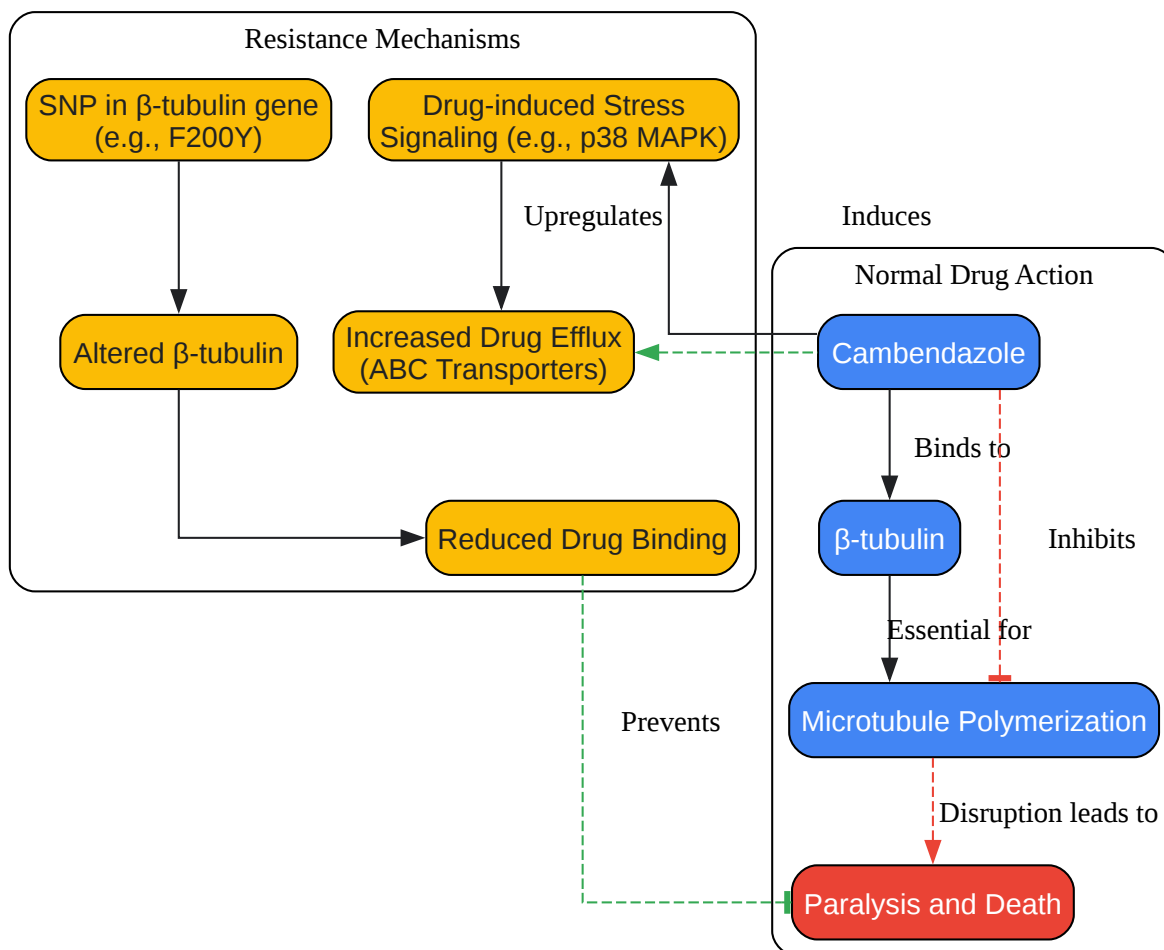 Resistance Mechanisms
SNP in β-tubulin gene
(e.g., F200Y)
Drug-induced Stress
Signaling (e.g., p38 MAPK)
Upregulates
Induces
Normal Drug Action
Altered β-tubulin
Increased Drug Efflux
(ABC Transporters)
Cambendazole
Binds to
Reduced Drug Binding
β-tubulin
Inhibits
Essential for
Prevents
Microtubule Polymerization
Disruption leads to
Paralysis and Death